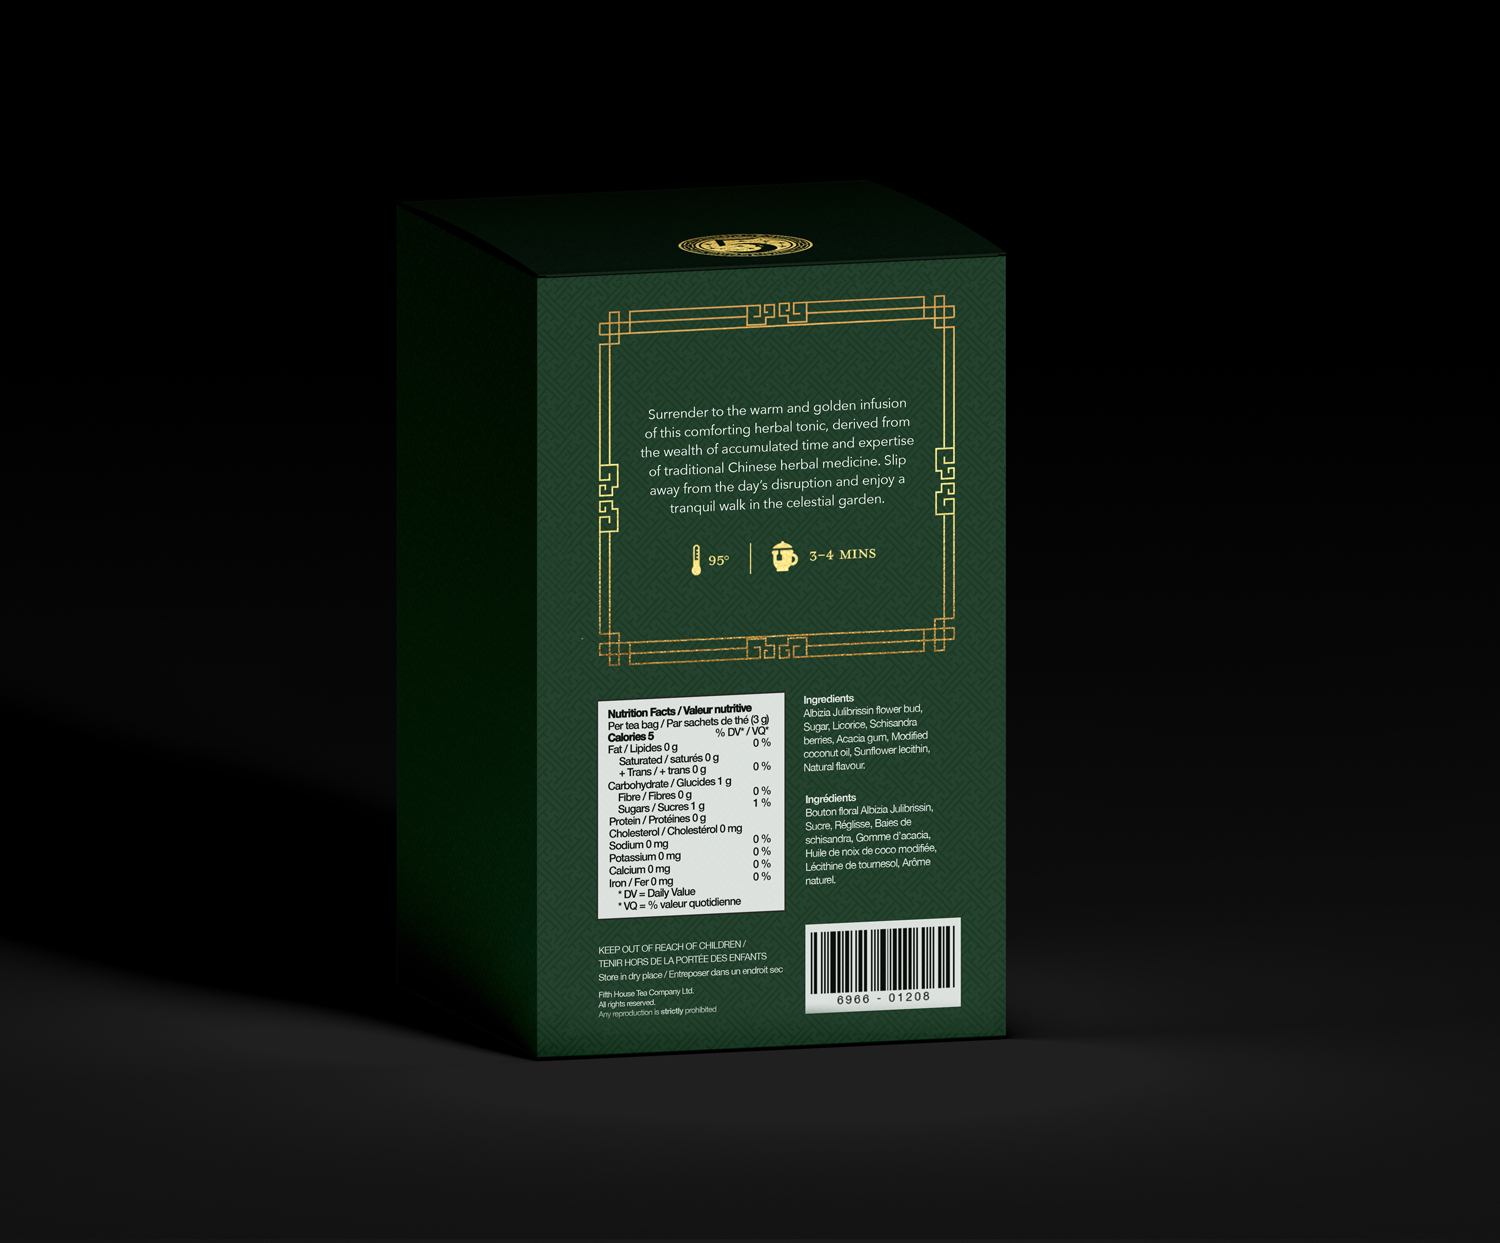 5
Surrender to the warm and golden infusion
of this comforting herbal tonic, derived from
the wealth of accumulated time and expertise
of traditional Chinese herbal medicine. Slip
away from the day's disruption and enjoy a
tranquil walk in the celestial garden.
95° 3-4 MINS
Nutrition Facts / Valeur nutritive
Per tea bag / Par sachets de thé (3 g)
Calories 5 % DV* / VQ*
Fat / Lipides 0 g 0 %
Saturated / saturés 0 g
+ Trans / + trans 0 g 0 %
Carbohydrate / Glucides 1 g
Fibre / Fibres 0 g 0 %
Sugars / Sucres 1 g 1 %
Protein / Protéines 0 g
Cholesterol / Cholestérol 0 mg
Sodium 0 mg 0 %
Potassium 0 mg 0 %
Calcium 0 mg 0 %
Iron / Fer 0 mg 0 %
* DV = Daily Value
* VQ = % valeur quotidienne
Ingredients
Albizia Julibrissin flower bud,
Sugar, Licorice, Schisandra
berries, Acacia gum, Modified
coconut oil, Sunflower lecithin,
Natural flavour.
Ingrédients
Bouton floral Albizia Julibrissin,
Sucre, Réglisse, Baies de
schisandra, Gomme d'acacia,
Huile de noix de coco modifiée,
Lécithine de tournesol, Arôme
naturel.
KEEP OUT OF REACH OF CHILDREN /
TENIR HORS DE LA PORTÉE DES ENFANTS
Store in dry place / Entreposer dans un endroit sec
Fifth House Tea Company Ltd.
All rights reserved.
Any reproduction is strictly prohibited
6966 - 01208